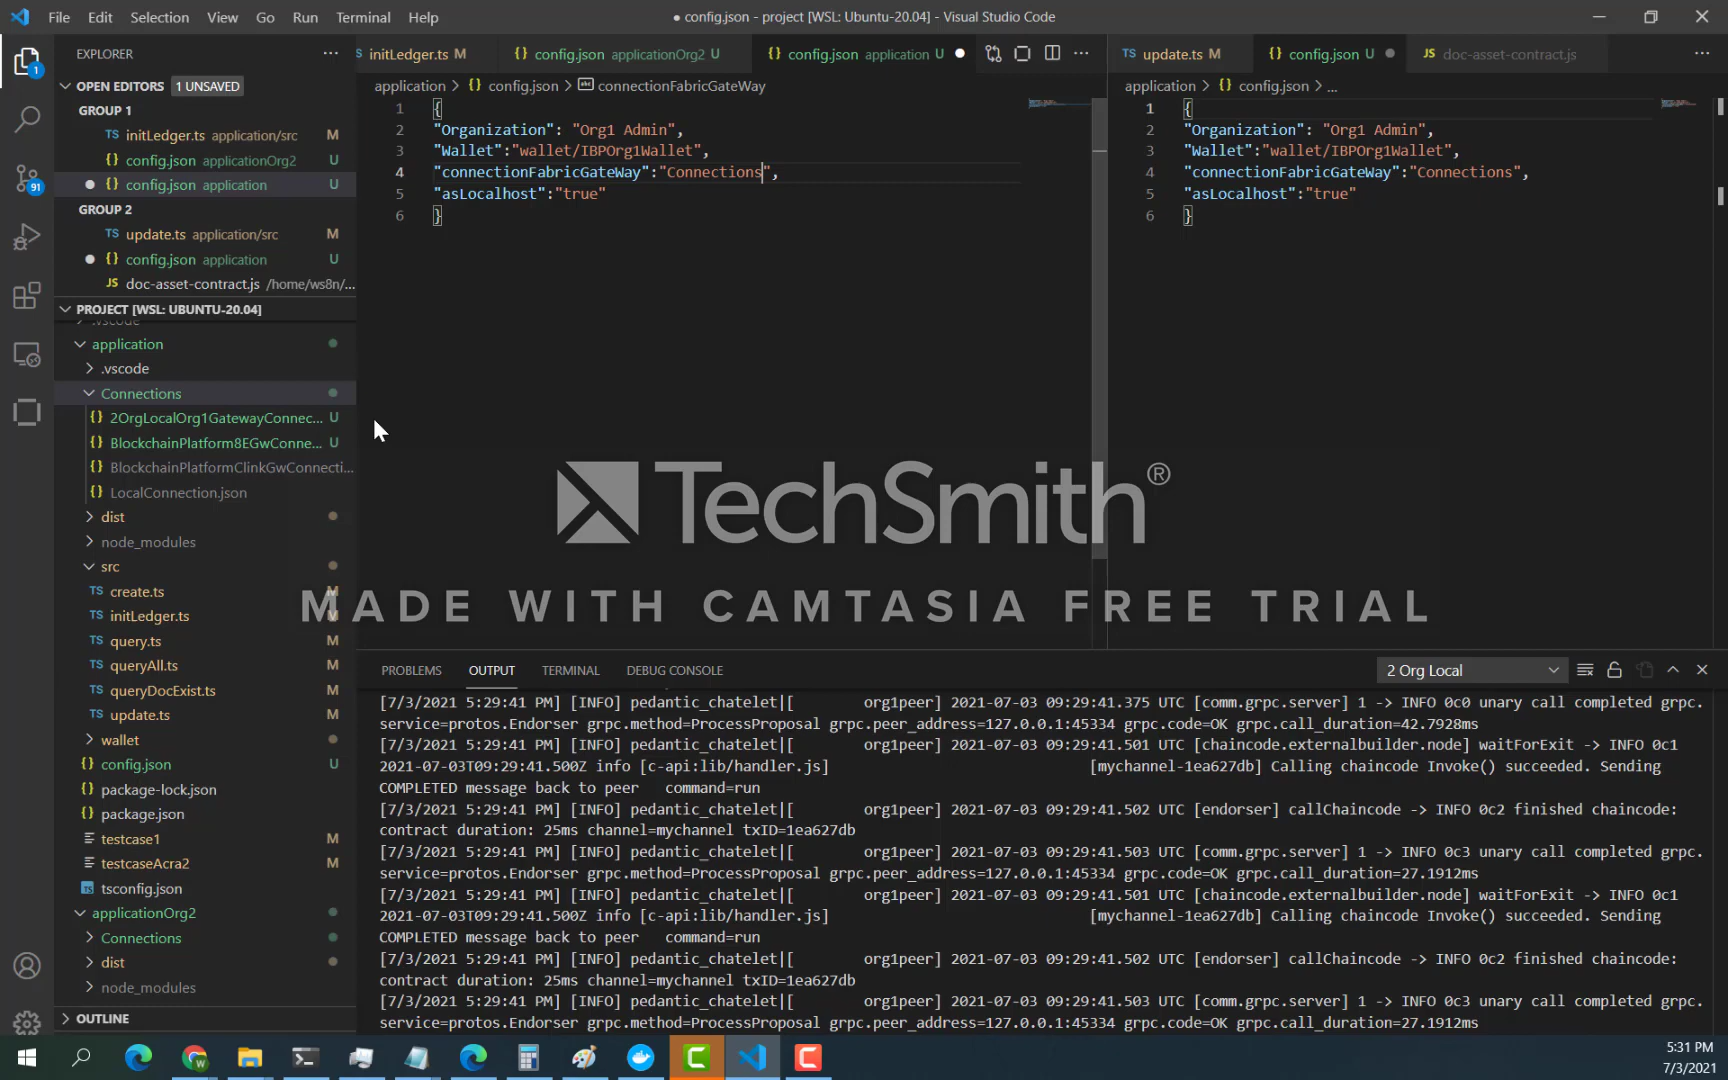 File Edit Selection View Go Run Terminal Help
● config.json - project [WSL: Ubuntu-20.04] - Visual Studio Code
EXPLORER
OPEN EDITORS 1 UNSAVED
GROUP 1
initLedger.ts application/src M
config.json applicationOrg2 U
config.json application U
GROUP 2
update.ts application/src M
config.json application U
doc-asset-contract.js /home/ws8n/...
PROJECT [WSL: UBUNTU-20.04]
.vscode
application
.vscode
Connections
2OrgLocalOrg1GatewayConnec... U
BlockchainPlatform8EGwConne... U
BlockchainPlatformClinkGwConnecti...
LocalConnection.json
dist
node_modules
src
create.ts M
initLedger.ts M
query.ts M
queryAll.ts M
queryDocExist.ts M
update.ts M
wallet
config.json U
package-lock.json
package.json
testcase1 M
testcaseAcra2 M
tsconfig.json
applicationOrg2
Connections
dist
node_modules
OUTLINE
initLedger.ts M
config.json applicationOrg2 U
config.json application U
application > config.json > connectionFabricGateWay
1 {
2 "Organization": "Org1 Admin",
3 "Wallet":"wallet/IBPOrg1Wallet",
4 "connectionFabricGateWay":"Connections",
5 "asLocalhost":"true"
6 }
update.ts M
config.json application U
doc-asset-contract.js
application > config.json > ...
1 {
2 "Organization": "Org1 Admin",
3 "Wallet":"wallet/IBPOrg1Wallet",
4 "connectionFabricGateWay":"Connections",
5 "asLocalhost":"true"
6 }
TechSmith®
MADE WITH CAMTASIA FREE TRIAL
PROBLEMS OUTPUT TERMINAL DEBUG CONSOLE
2 Org Local
[7/3/2021 5:29:41 PM] [INFO] pedantic_chatelet|[ org1peer] 2021-07-03 09:29:41.375 UTC [comm.grpc.server] 1 -> INFO 0c0 unary call completed grpc.
service=protos.Endorser grpc.method=ProcessProposal grpc.peer_address=127.0.0.1:45334 grpc.code=OK grpc.call_duration=42.7928ms
[7/3/2021 5:29:41 PM] [INFO] pedantic_chatelet|[ org1peer] 2021-07-03 09:29:41.501 UTC [chaincode.externalbuilder.node] waitForExit -> INFO 0c1
2021-07-03T09:29:41.500Z info [c-api:lib/handler.js] [mychannel-1ea627db] Calling chaincode Invoke() succeeded. Sending
COMPLETED message back to peer command=run
[7/3/2021 5:29:41 PM] [INFO] pedantic_chatelet|[ org1peer] 2021-07-03 09:29:41.502 UTC [endorser] callChaincode -> INFO 0c2 finished chaincode:
contract duration: 25ms channel=mychannel txID=1ea627db
[7/3/2021 5:29:41 PM] [INFO] pedantic_chatelet|[ org1peer] 2021-07-03 09:29:41.503 UTC [comm.grpc.server] 1 -> INFO 0c3 unary call completed grpc.
service=protos.Endorser grpc.method=ProcessProposal grpc.peer_address=127.0.0.1:45334 grpc.code=OK grpc.call_duration=27.1912ms
[7/3/2021 5:29:41 PM] [INFO] pedantic_chatelet|[ org1peer] 2021-07-03 09:29:41.501 UTC [chaincode.externalbuilder.node] waitForExit -> INFO 0c1
2021-07-03T09:29:41.500Z info [c-api:lib/handler.js] [mychannel-1ea627db] Calling chaincode Invoke() succeeded. Sending
COMPLETED message back to peer command=run
[7/3/2021 5:29:41 PM] [INFO] pedantic_chatelet|[ org1peer] 2021-07-03 09:29:41.502 UTC [endorser] callChaincode -> INFO 0c2 finished chaincode:
contract duration: 25ms channel=mychannel txID=1ea627db
[7/3/2021 5:29:41 PM] [INFO] pedantic_chatelet|[ org1peer] 2021-07-03 09:29:41.503 UTC [comm.grpc.server] 1 -> INFO 0c3 unary call completed grpc.
service=protos.Endorser grpc.method=ProcessProposal grpc.peer_address=127.0.0.1:45334 grpc.code=OK grpc.call_duration=27.1912ms
1
91
5:31 PM
7/3/2021